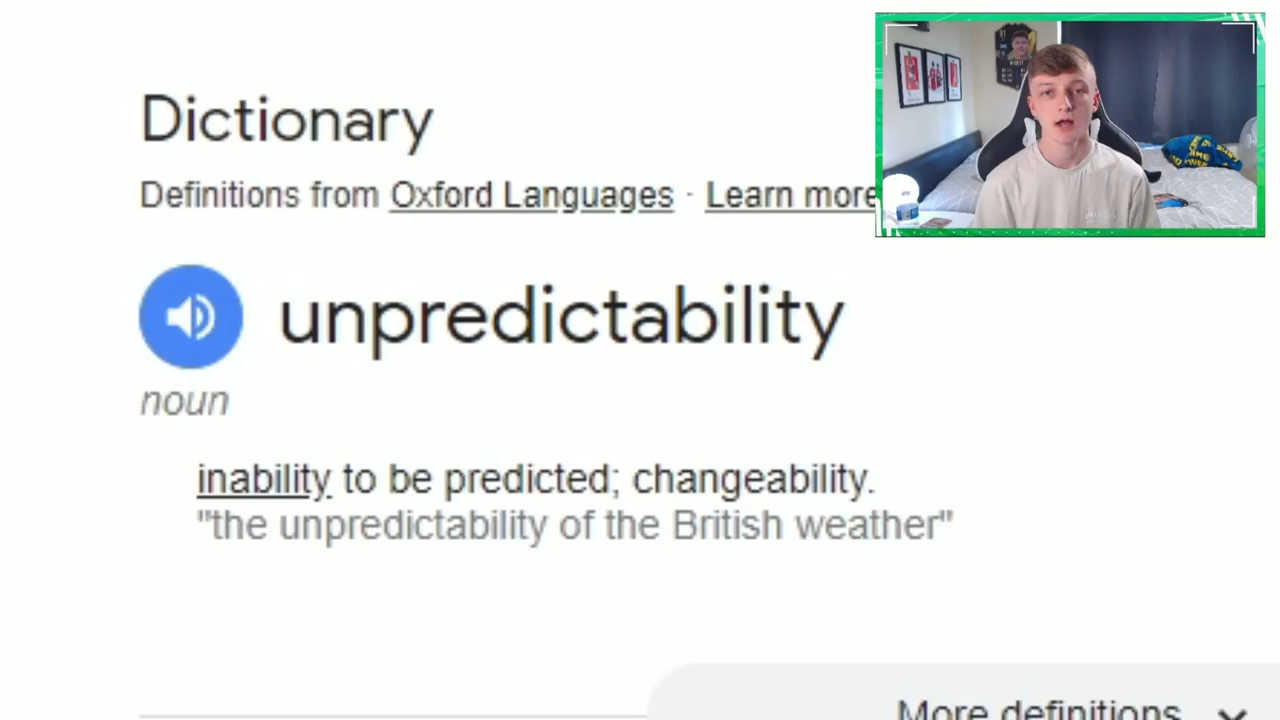 Dictionary
Definitions from Oxford Languages · Learn more
unpredictability
noun
inability to be predicted; changeability.
"the unpredictability of the British weather"
More definitions